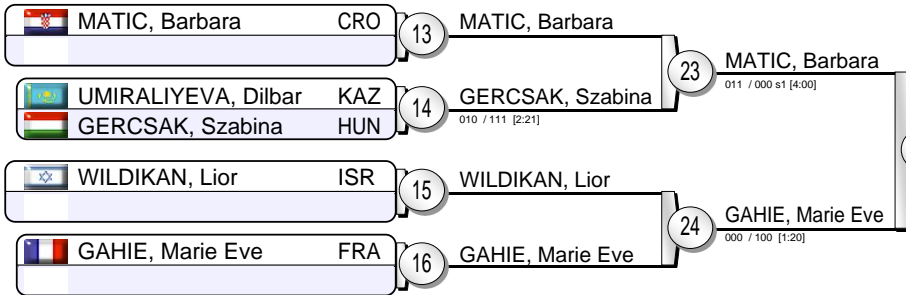 MATIC, Barbara CRO
13
MATIC, Barbara
UMIRALIYEVA, Dilbar KAZ
GERCSAK, Szabina HUN
14
GERCSAK, Szabina
010 / 111 [2:21]
23
MATIC, Barbara
011 / 000 s1 [4:00]
WILDIKAN, Lior ISR
15
WILDIKAN, Lior
GAHIE, Marie Eve FRA
16
GAHIE, Marie Eve
24
GAHIE, Marie Eve
000 / 100 [1:20]